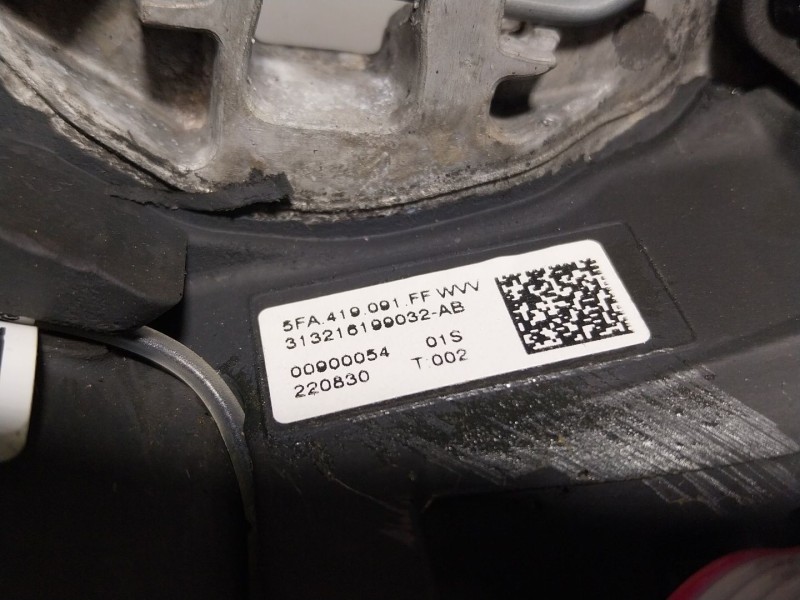 5FA.419.091.FF WVV
313216199032-AB
00900054 01S
220830 T:002